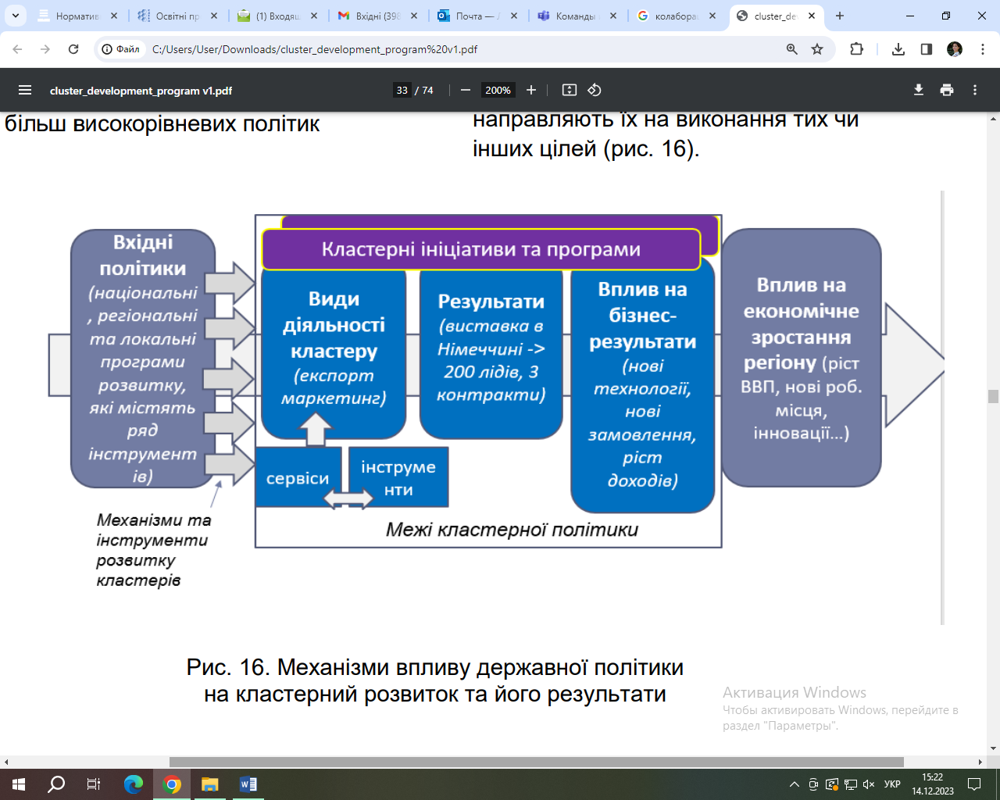 Норматив
Освітні пр
(1) Входящ
Вхідні (398
Почта — Л
Команды
колабора
cluster_de
Файл
C:/Users/User/Downloads/cluster_development_program%20v1.pdf
cluster_development_program v1.pdf
33 / 74
200%
більш високорівневих політик
направляють їх на виконання тих чи
інших цілей (рис. 16).
Вхідні
політики
(національні
, регіональні
та локальні
програми
розвитку,
які містять
ряд
інструмент
ів)
Механізми та
інструменти
розвитку
кластерів
Кластерні ініціативи та програми
Види
діяльності
кластеру
(експорт
маркетинг)
сервіси
інструме
нти
Результати
(виставка в
Німеччині ->
200 лідів, 3
контракти)
Вплив на
бізнес-
результати
(нові
технології,
нові
замовлення,
ріст
доходів)
Межі кластерної політики
Вплив на
економічне
зростання
регіону (ріст
ВВП, нові роб.
місця,
інновації...)
Рис. 16. Механізми впливу державної політики
на кластерний розвиток та його результати
Активация Windows
Чтобы активировать Windows, перейдите в
раздел "Параметры".
УКР
15:22
14.12.2023